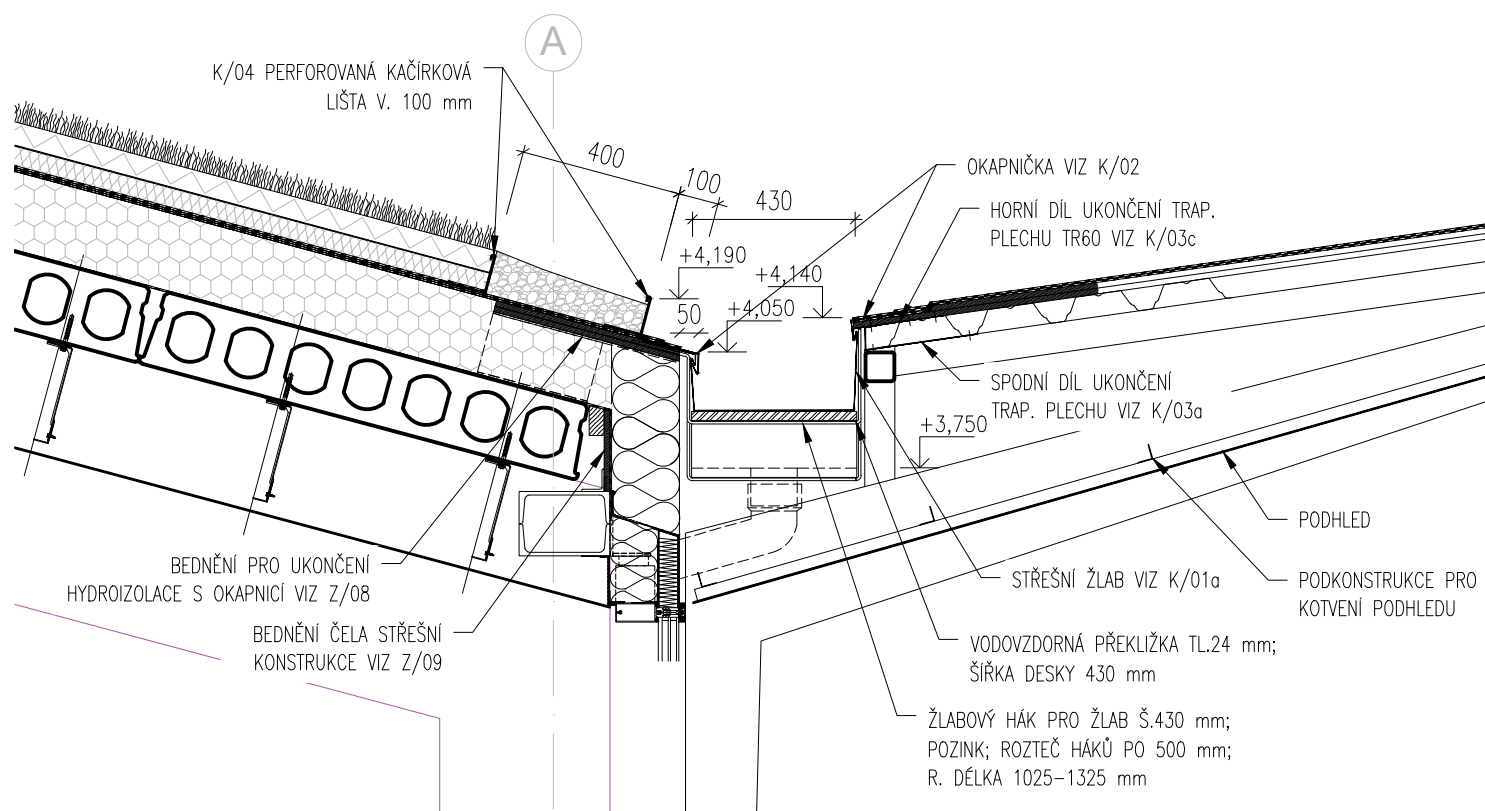 A
K/04 PERFOROVANÁ KAČÍRKOVÁ
LIŠTA V. 100 mm
400
100
430
OKAPNIČKA VIZ K/02
HORNÍ DÍL UKONČENÍ TRAP.
PLECHU TR60 VIZ K/03c
+4,190
+4,140
50
+4,050
SPODNÍ DÍL UKONČENÍ
TRAP. PLECHU VIZ K/03a
+3,750
PODHLED
BEDNĚNÍ PRO UKONČENÍ
HYDROIZOLACE S OKAPNICÍ VIZ Z/08
STŘEŠNÍ ŽLAB VIZ K/01a
PODKONSTRUKCE PRO
KOTVENÍ PODHLEDU
BEDNĚNÍ ČELA STŘEŠNÍ
KONSTRUKCE VIZ Z/09
VODOVZDORNÁ PŘEKLIŽKA TL.24 mm;
ŠÍŘKA DESKY 430 mm
ŽLABOVÝ HÁK PRO ŽLAB Š.430 mm;
POZINK; ROZTEČ HÁKŮ PO 500 mm;
R. DÉLKA 1025-1325 mm